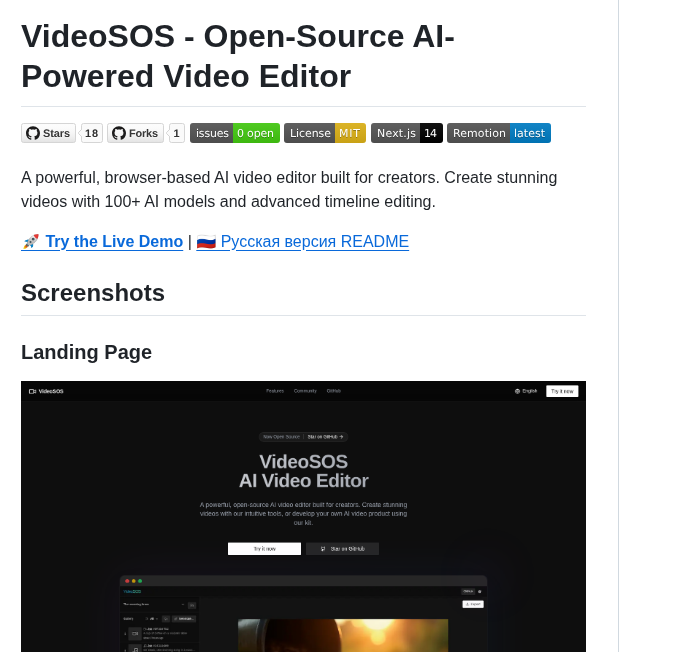 VideoSOS - Open-Source AI-
Powered Video Editor
Stars 18 Forks 1 issues 0 open License MIT Next.js 14 Remotion latest
A powerful, browser-based AI video editor built for creators. Create stunning
videos with 100+ AI models and advanced timeline editing.
🚀 Try the Live Demo | 🇷🇺 Русская версия README
Screenshots
Landing Page
VideoSOS Features Community GitHub English Try it now
Now Open Source | Star on GitHub
VideoSOS
AI Video Editor
A powerful, open-source AI video editor built for creators. Create stunning
videos with our intuitive tools, or develop your own AI video product using
our kit.
Try it now Star on GitHub
VideoSOS